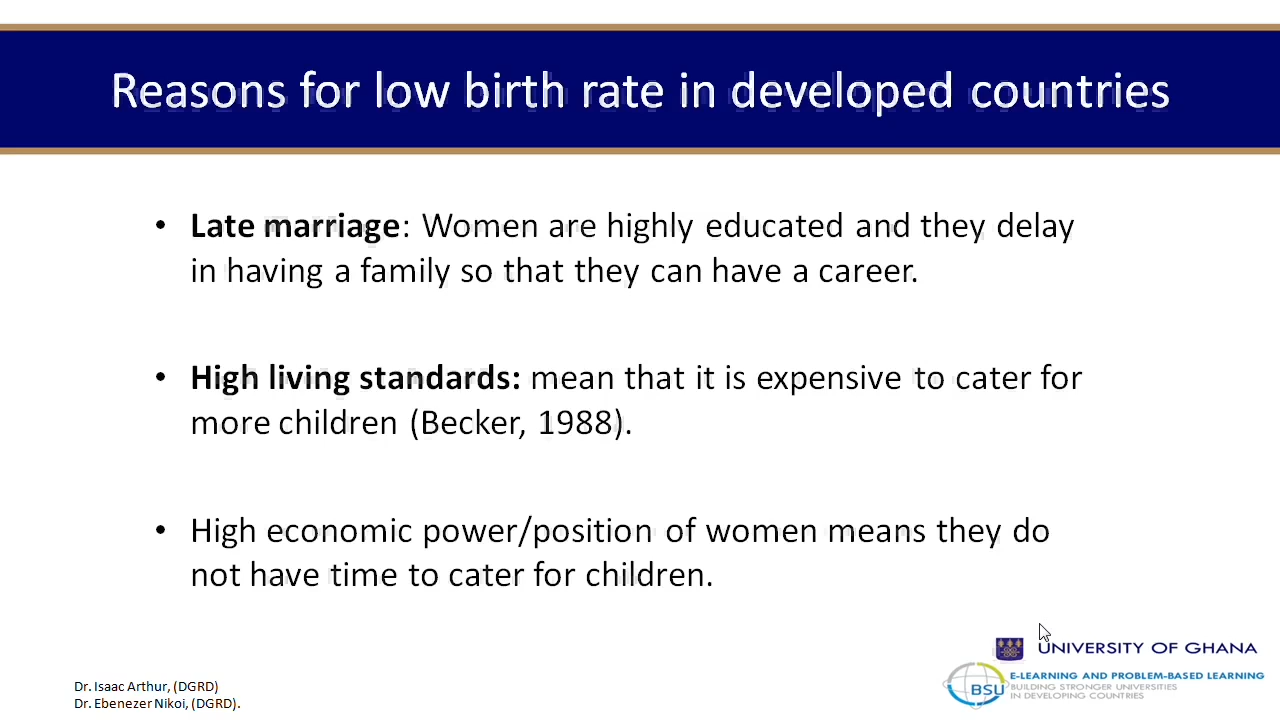 Reasons for low birth rate in developed countries
• Late marriage: Women are highly educated and they delay
in having a family so that they can have a career.
• High living standards: mean that it is expensive to cater for
more children (Becker, 1988).
• High economic power/position of women means they do
not have time to cater for children.
Dr. Isaac Arthur, (DGRD)
Dr. Ebenezer Nikoi, (DGRD).
UNIVERSITY OF GHANA
BSU
E-LEARNING AND PROBLEM-BASED LEARNING
BUILDING STRONGER UNIVERSITIES
IN DEVELOPING COUNTRIES